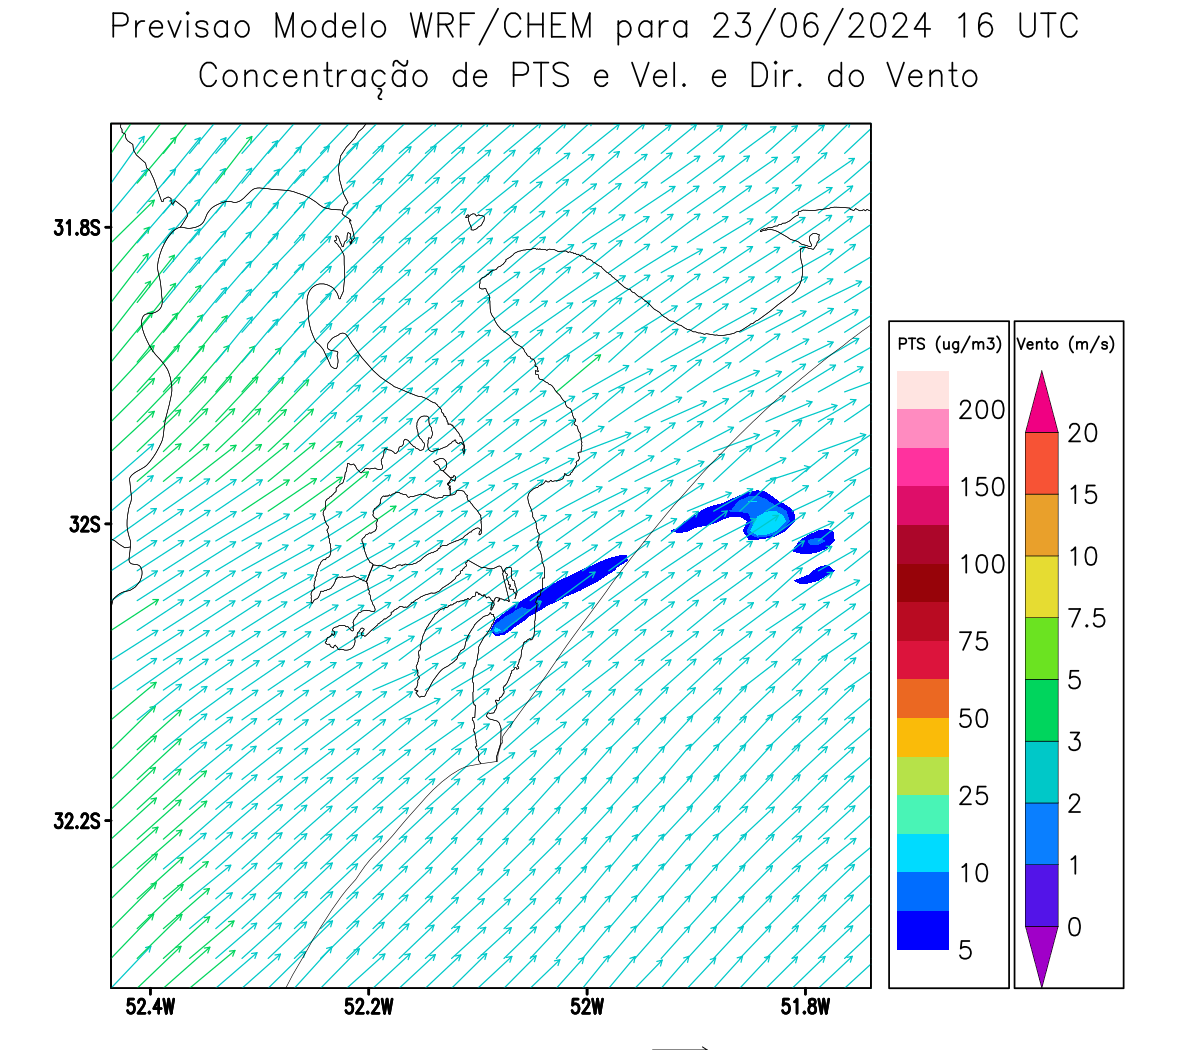 Previsao Modelo WRF/CHEM para 23/06/2024 16 UTC
Concentração de PTS e Vel. e Dir. do Vento
31.8S
32S
32.2S
52.4W
52.2W
52W
51.8W
PTS (ug/m3)
200
150
100
75
50
25
10
5
Vento (m/s)
20
15
10
7.5
5
3
2
1
0